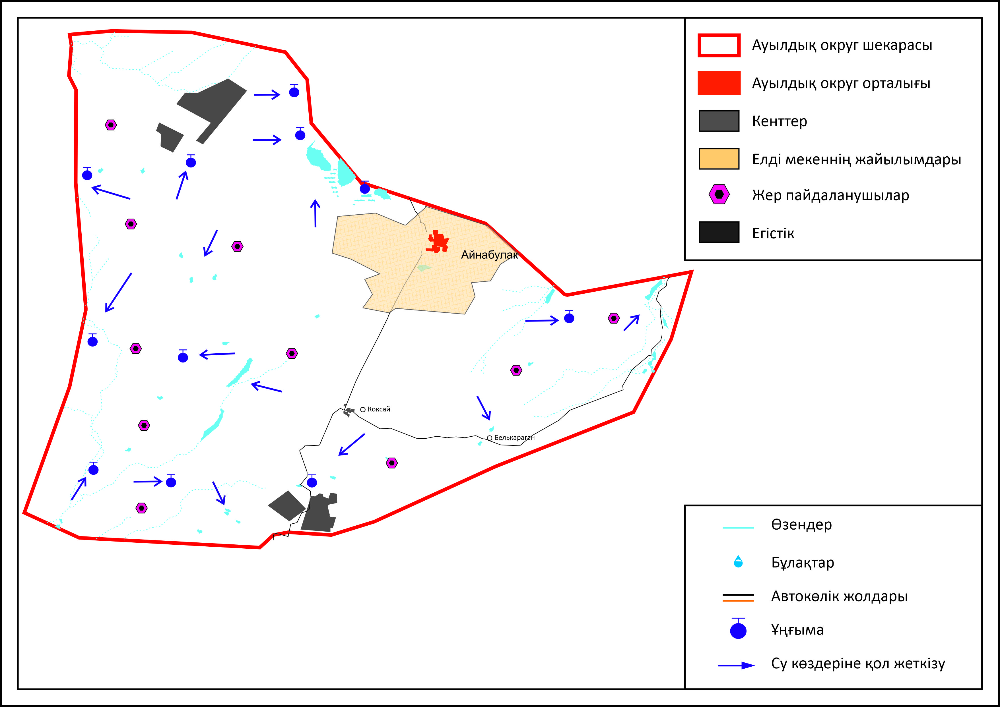 Ауылдық округ шекарасы
Ауылдық округ орталығы
Кенттер
Елді мекеннің жайылымдары
Жер пайдаланушылар
Егістік
Айнабулак
Коксай
Белькараган
Өзендер
Бұлақтар
Автокөлік жолдары
Ұңғыма
Су көздеріне қол жеткізу